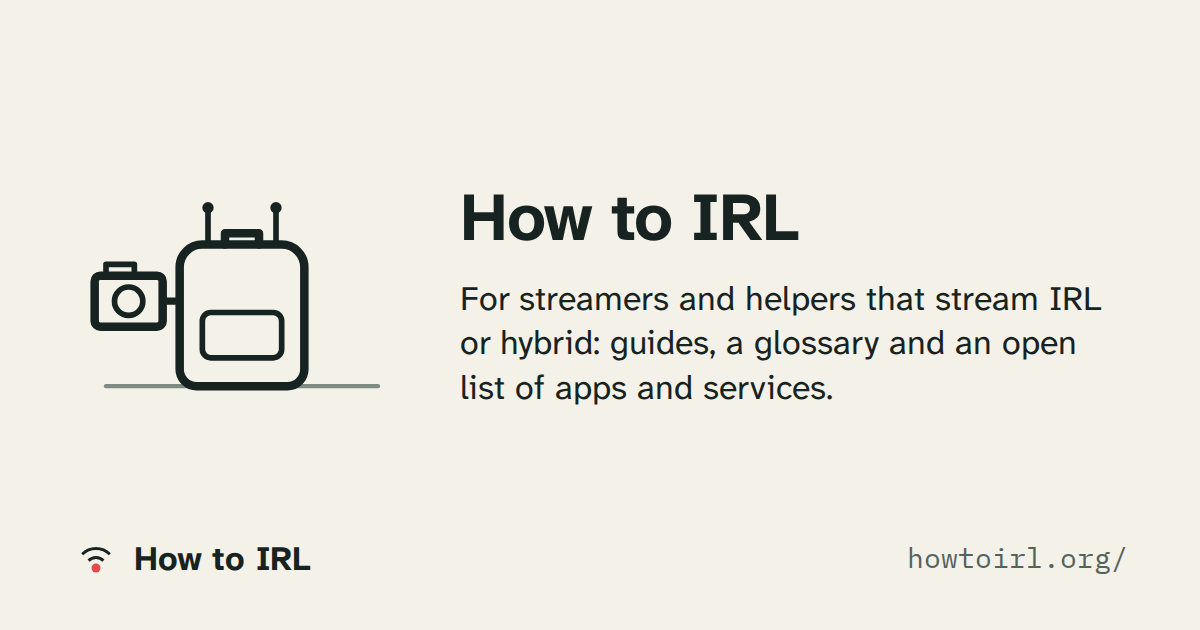 How to IRL
For streamers and helpers that stream IRL
or hybrid: guides, a glossary and an open
list of apps and services.
How to IRL
howtoirl.org/